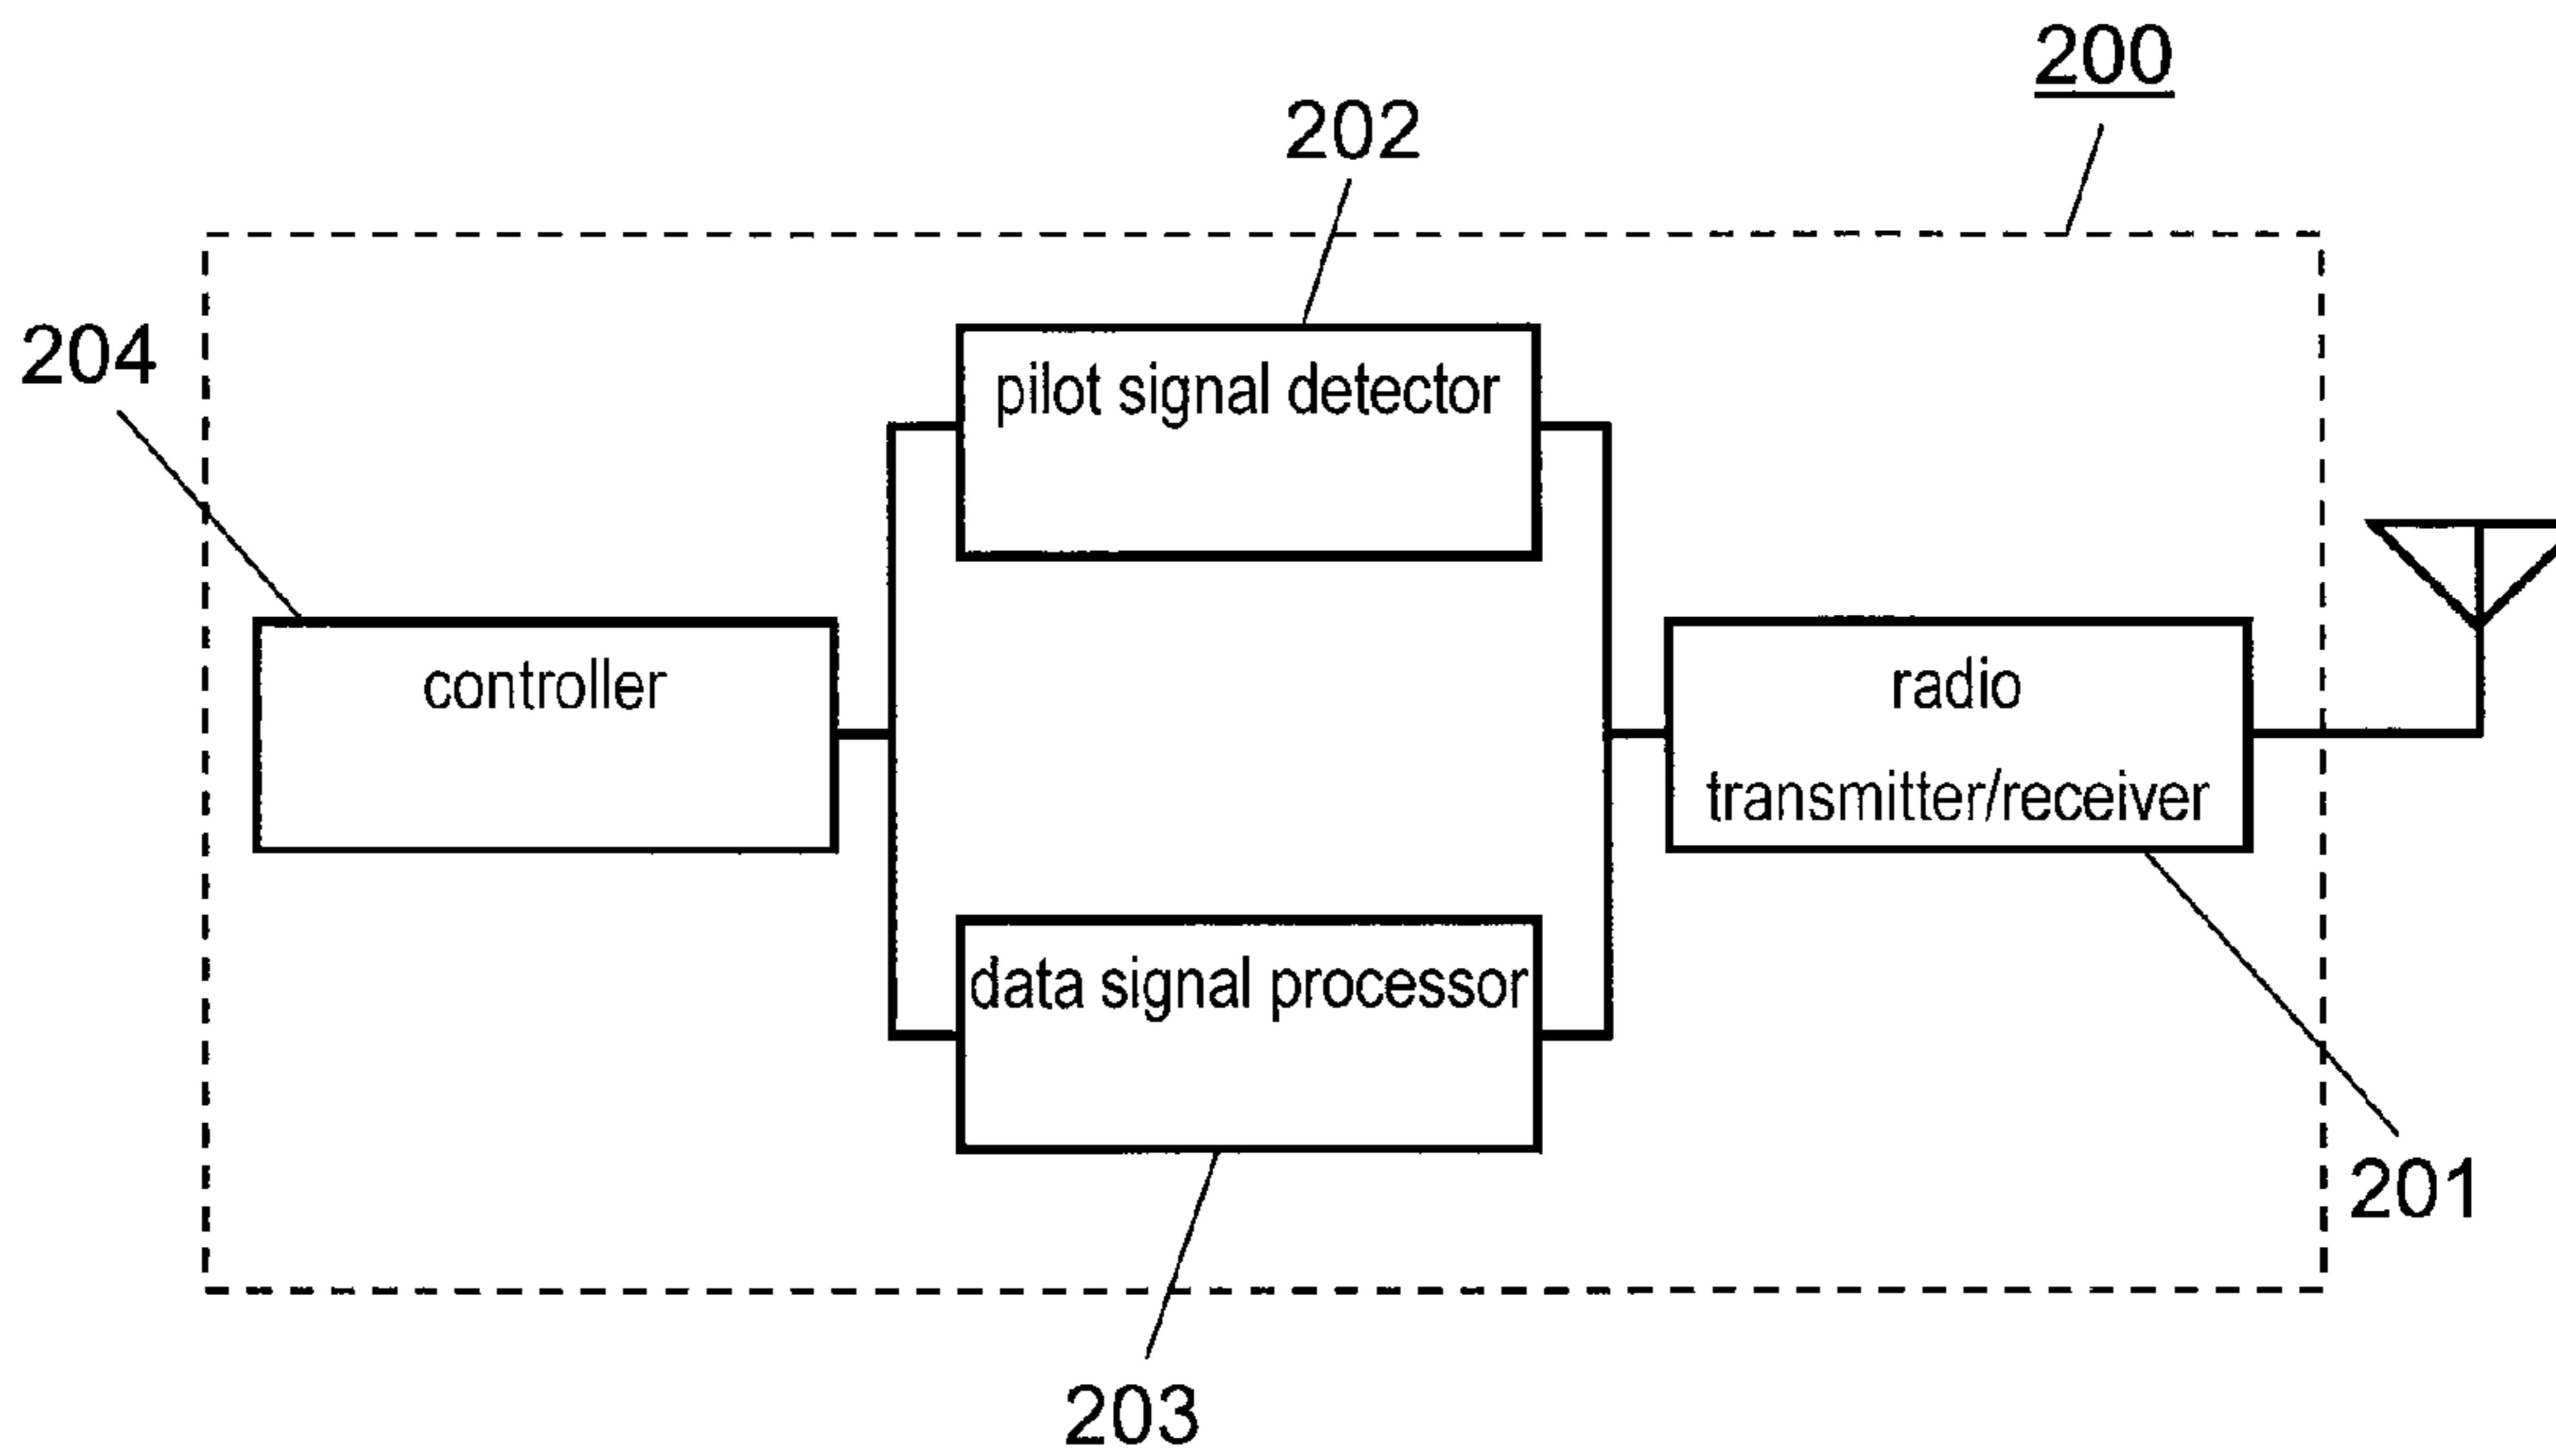 200
202
204
pilot signal detector
controller
radio
transmitter/receiver
data signal processor
201
203